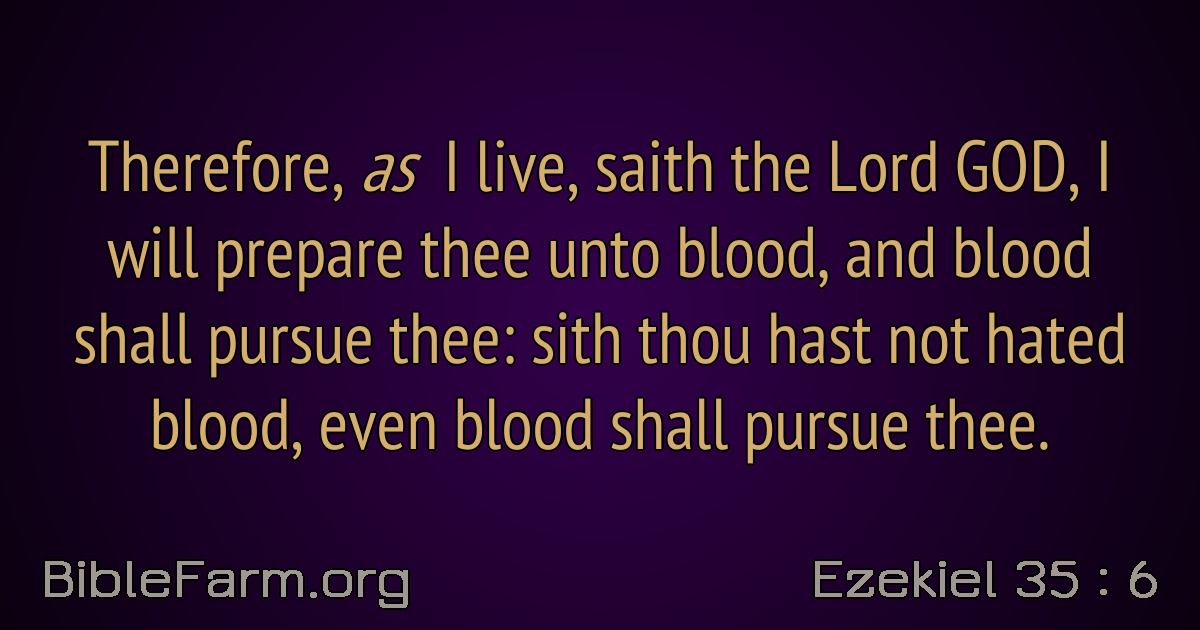 Therefore, as I live, saith the Lord GOD, I
will prepare thee unto blood, and blood
shall pursue thee: sith thou hast not hated
blood, even blood shall pursue thee.
BibleFarm.org
Ezekiel 35 : 6